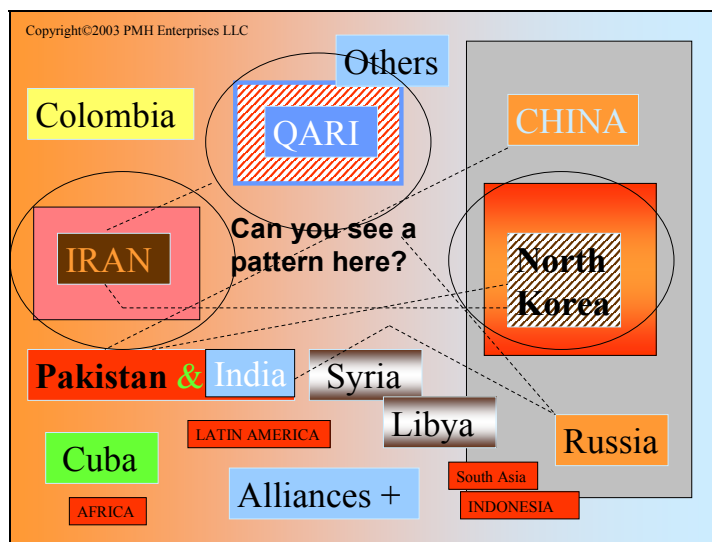 Copyright©2003 PMH Enterprises LLC
Others
Colombia
QARI
CHINA
Can you see a
pattern here?
IRAN
North
Korea
Pakistan & India
Syria
Libya
Russia
LATIN AMERICA
Cuba
South Asia
Alliances +
INDONESIA
AFRICA